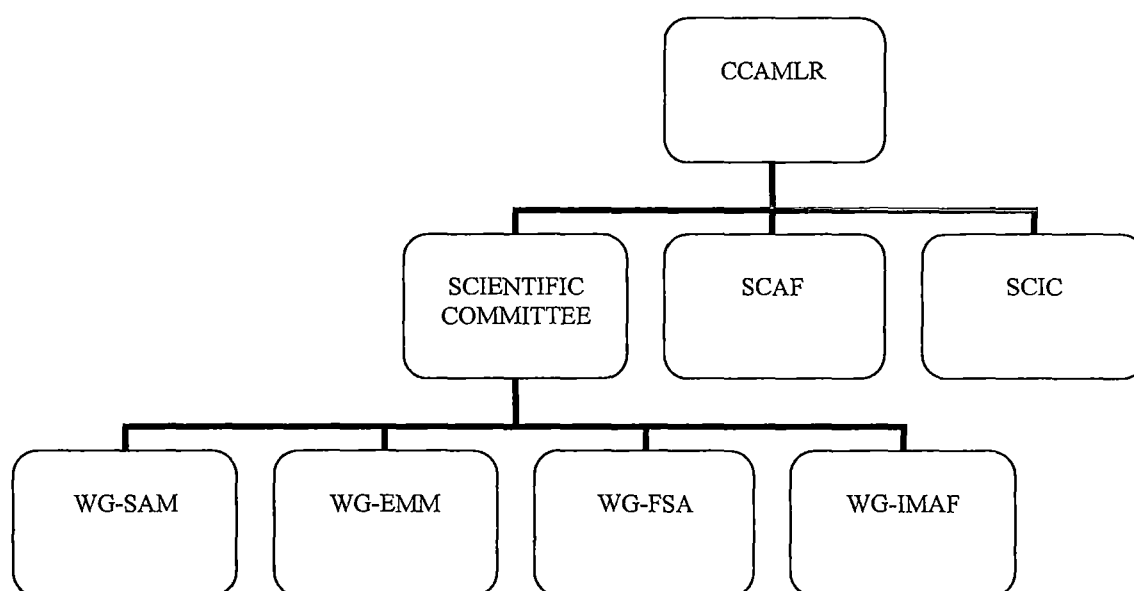 CCAMLR
SCIENTIFIC
COMMITTEE
SCAF
SCIC
WG-SAM
WG-EMM
WG-FSA
WG-IMAF